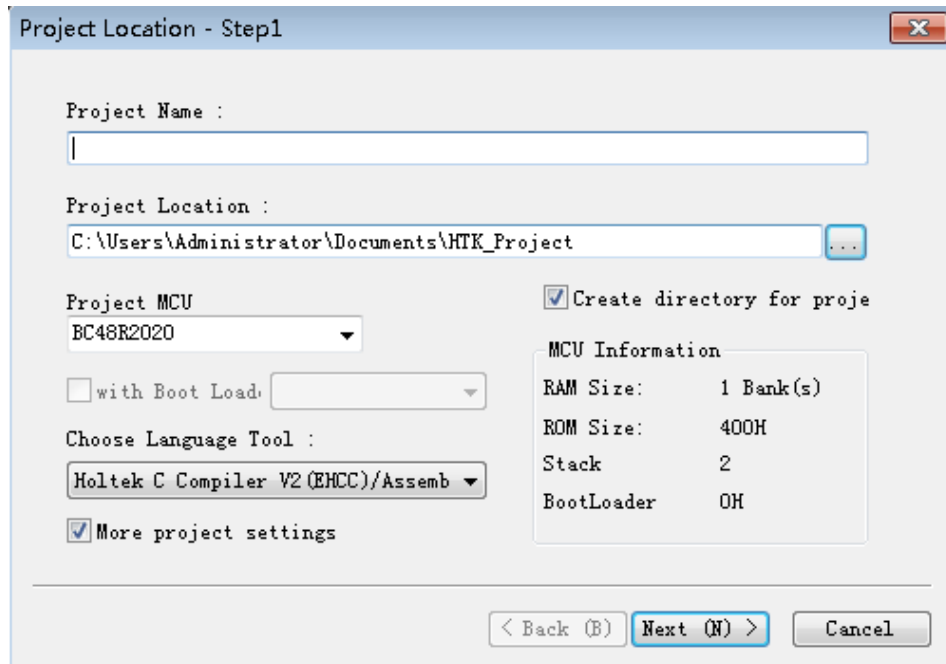 Project Location - Step1
Project Name :
Project Location :
C:\Users\Administrator\Documents\HTK_Project
...
Project MCU
BC48R2020
Create directory for proje
with Boot Load
MCU Information
RAM Size: 1 Bank(s)
ROM Size: 400H
Stack 2
BootLoader 0H
Choose Language Tool :
Holtek C Compiler V2(EHCC)/Assemb
More project settings
< Back (B)
Next (N) >
Cancel